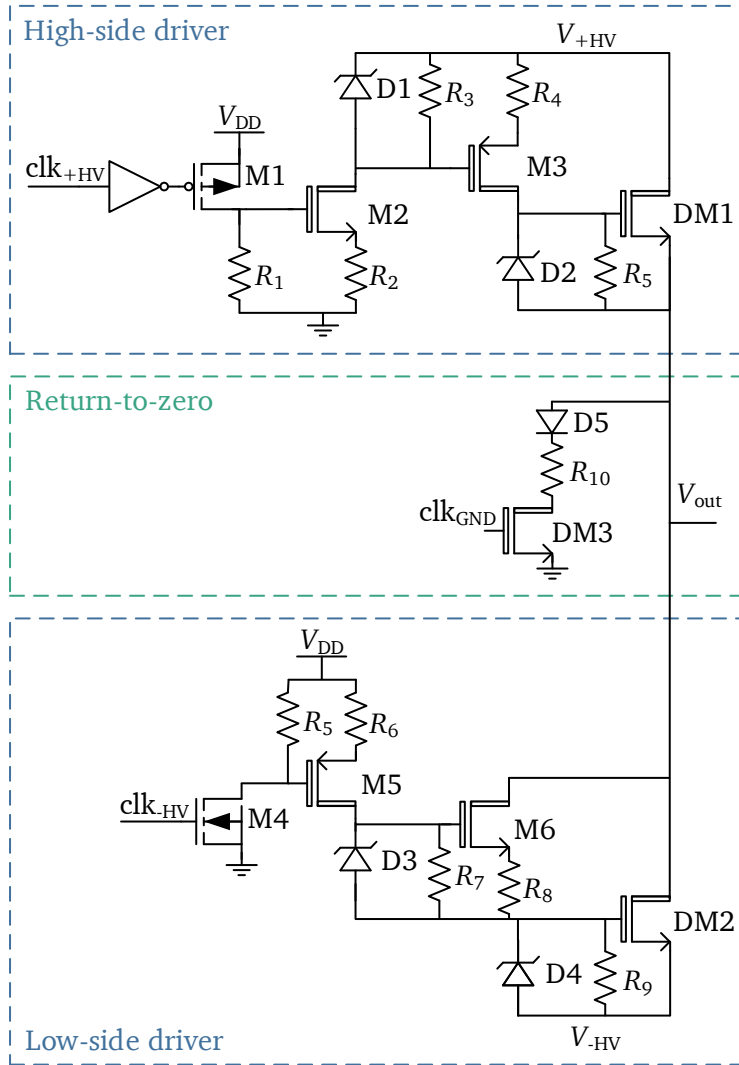 High-side driver
V+HV
D1
R3
R4
VDD
clk+HV
M1
M3
M2
DM1
R1
R2
D2
R5
Return-to-zero
D5
R10
Vout
clkGND
DM3
VDD
R5
R6
M5
clk-HV
M4
M6
D3
R7
R8
DM2
D4
R9
V-HV
Low-side driver